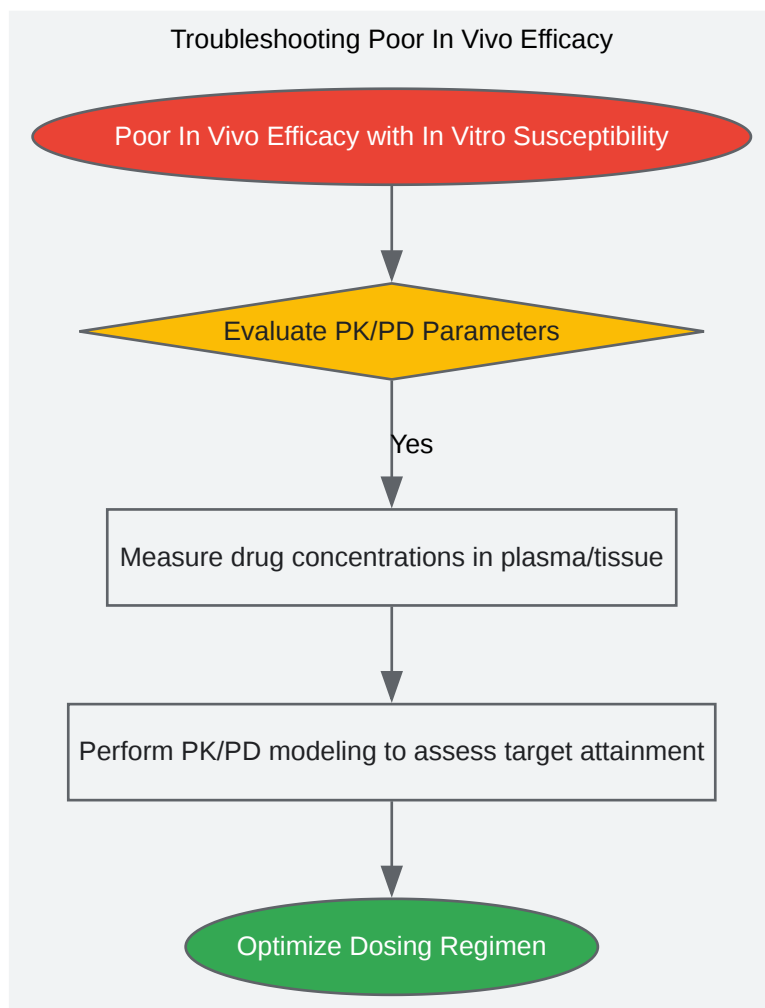 Troubleshooting Poor In Vivo Efficacy
Poor In Vivo Efficacy with In Vitro Susceptibility
Evaluate PK/PD Parameters
Yes
Measure drug concentrations in plasma/tissue
Perform PK/PD modeling to assess target attainment
Optimize Dosing Regimen